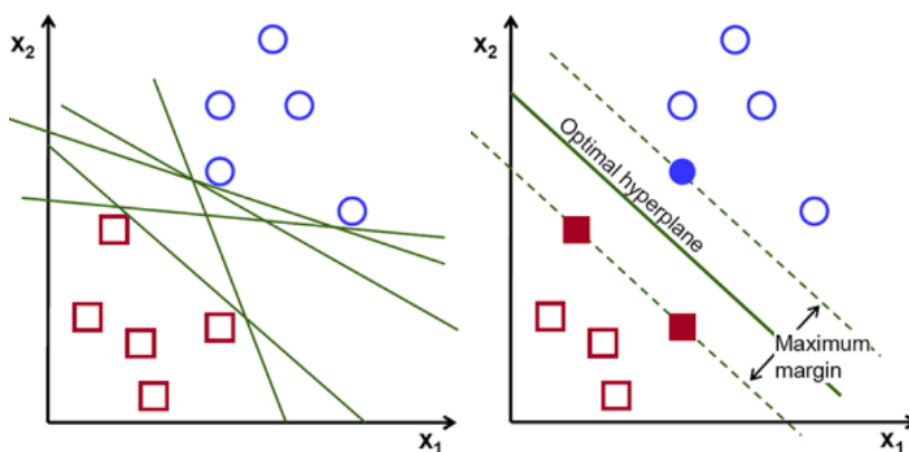 x₂
x₁
x₂
Optimal hyperplane
Maximum
margin
x₁